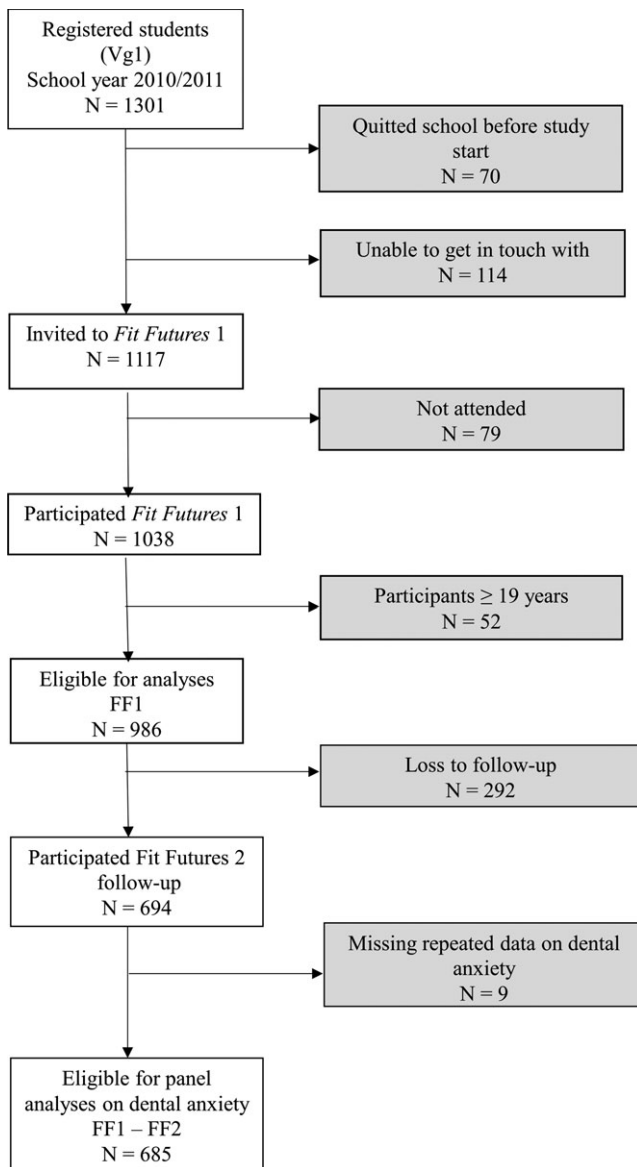 Registered students
(Vg1)
School year 2010/2011
N = 1301
Quitted school before study
start
N = 70
Unable to get in touch with
N = 114
Invited to Fit Futures 1
N = 1117
Not attended
N = 79
Participated Fit Futures 1
N = 1038
Participants ≥ 19 years
N = 52
Eligible for analyses
FF1
N = 986
Loss to follow-up
N = 292
Participated Fit Futures 2
follow-up
N = 694
Missing repeated data on dental
anxiety
N = 9
Eligible for panel
analyses on dental anxiety
FF1 – FF2
N = 685